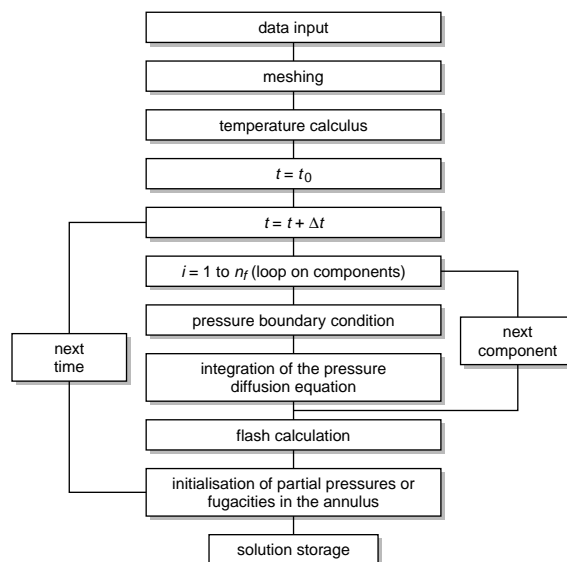 data input
meshing
temperature calculus
t = t0
t = t + Δt
i = 1 to nf (loop on components)
pressure boundary condition
next
component
next
time
integration of the pressure
diffusion equation
flash calculation
initialisation of partial pressures or
fugacities in the annulus
solution storage